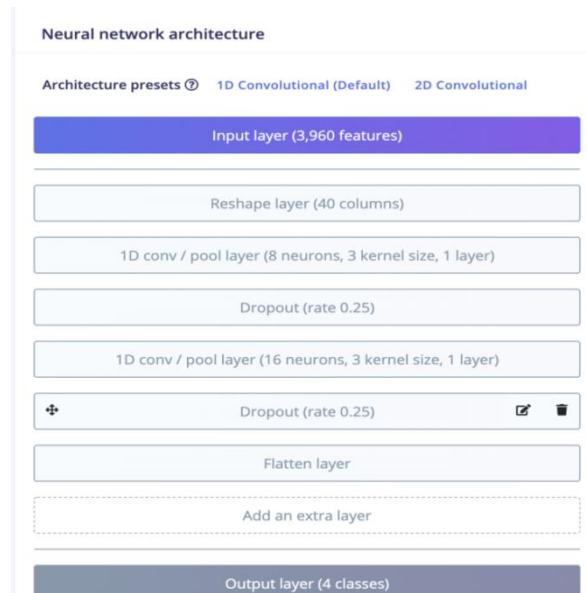 Neural network architecture
Architecture presets 1D Convolutional (Default) 2D Convolutional
Input layer (3,960 features)
Reshape layer (40 columns)
1D conv / pool layer (8 neurons, 3 kernel size, 1 layer)
Dropout (rate 0.25)
1D conv / pool layer (16 neurons, 3 kernel size, 1 layer)
Dropout (rate 0.25)
Flatten layer
Add an extra layer
Output layer (4 classes)